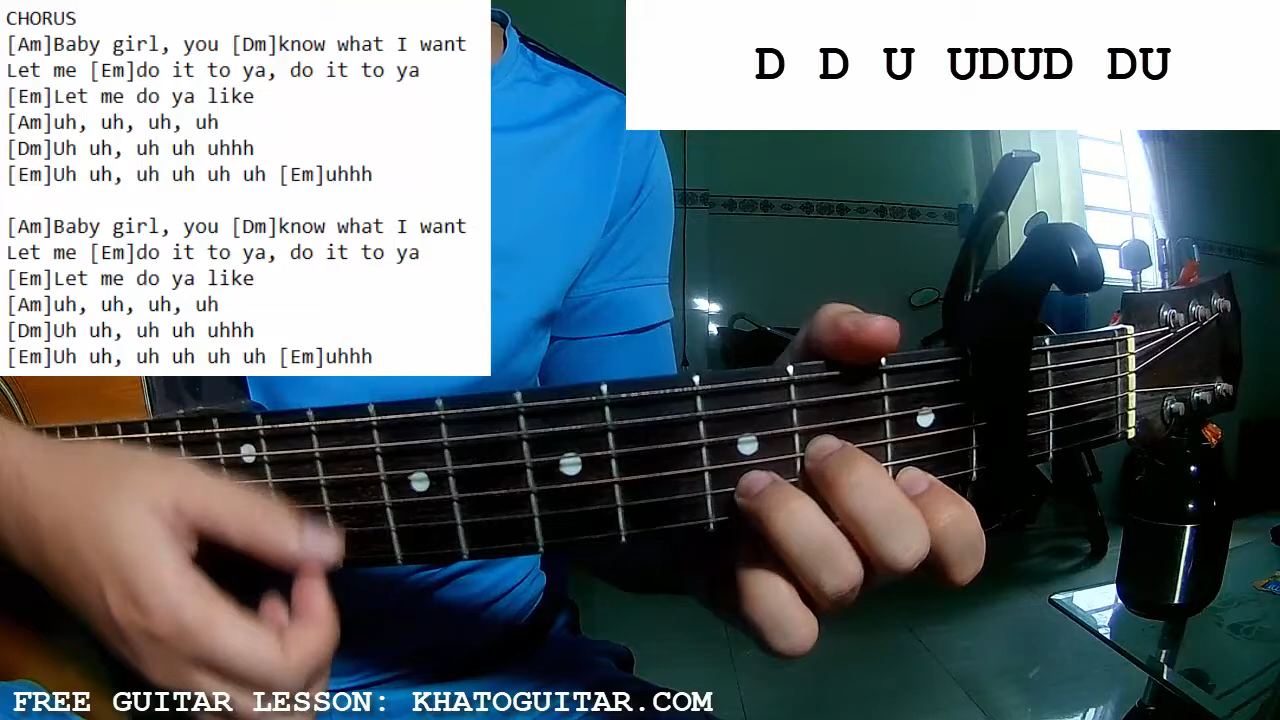 CHORUS
[Am]Baby girl, you [Dm]know what I want
Let me [Em]do it to ya, do it to ya
[Em]Let me do ya like
[Am]uh, uh, uh, uh
[Dm]Uh uh, uh uh uhhh
[Em]Uh uh, uh uh uh uh [Em]uhhh

[Am]Baby girl, you [Dm]know what I want
Let me [Em]do it to ya, do it to ya
[Em]Let me do ya like
[Am]uh, uh, uh, uh
[Dm]Uh uh, uh uh uhhh
[Em]Uh uh, uh uh uh uh [Em]uhhh
D D U UDUD DU
FREE GUITAR LESSON: KHATOGUITAR.COM